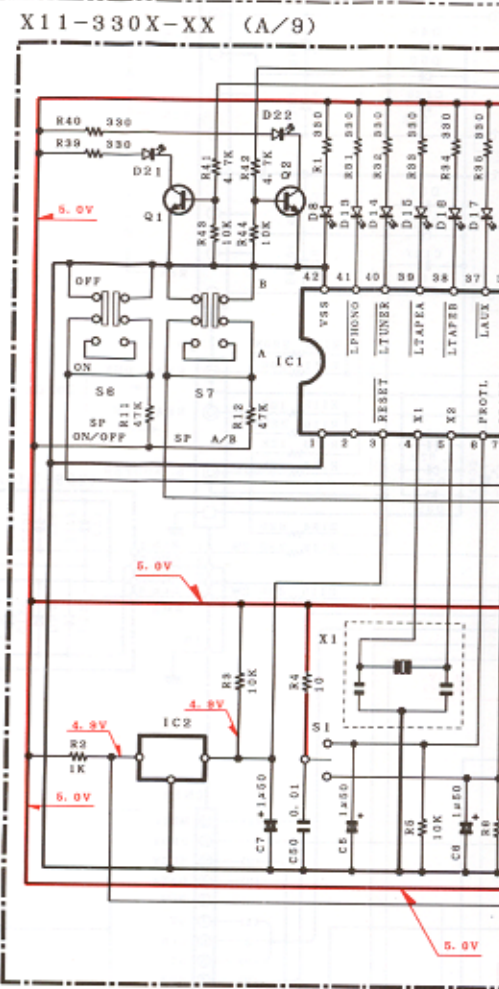 X11-330X-XX (A/9)
R40 330
D22
R39 330
D21
R41 4.7K
R42 4.7K
Q2
Q1
R43 10K
R44 10K
R1 330
R31 330
R32 330
R33 330
R34 330
R35 330
D8
D13
D14
D15
D16
D17
5.0V
OFF
B
42 41 40 39 38 37
VSS
LPHONO
LTUNER
LTAPEA
LTAPEB
LAUX
IC1
ON
A
S6
S7
R11 47K
R12 47K
SP
ON/OFF
SP A/B
RESET
X1
X2
PROTL
1 2 3 4 5 6 7
5.0V
X1
R3 10K
R4 10
4.9V
IC2
4.9V
S1
R2
1K
5.0V
+1u50
C7
0.01
C50
1u50 +
C5
R5 10K
1u50 +
C6
R6
5.0V